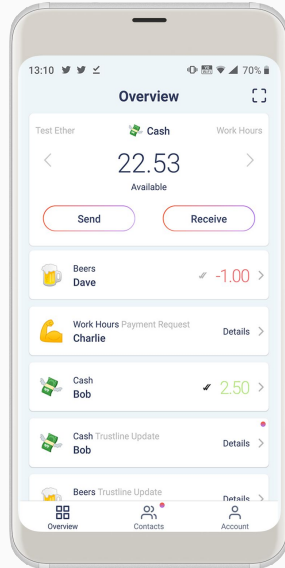 13:10 70%
Overview
Test Ether Cash Work Hours
22.53
Available
Send Receive
Beers
Dave -1.00
Work Hours Payment Request
Charlie Details
Cash
Bob 2.50
Cash Trustline Update
Bob Details
Beers Trustline Update
Details
Overview Contacts Account